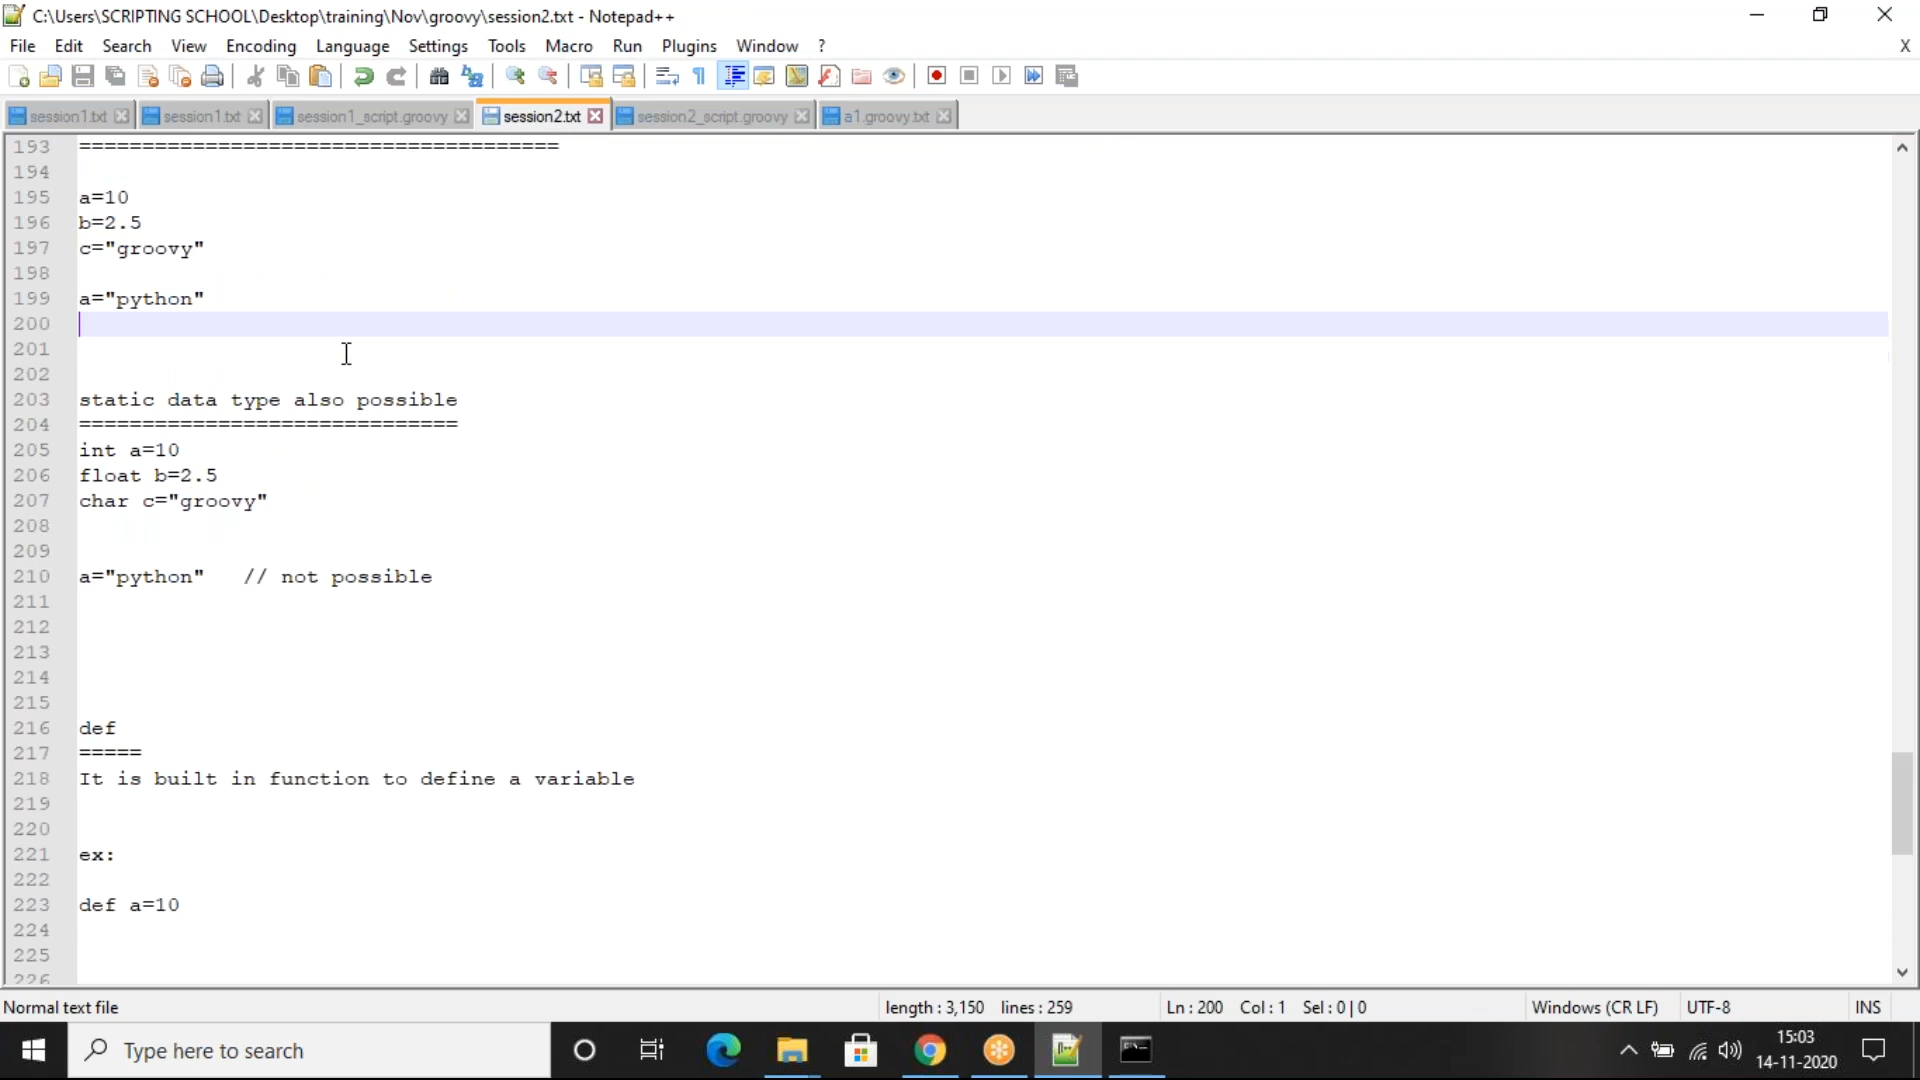 C:\Users\SCRIPTING SCHOOL\Desktop\training\Nov\groovy\session2.txt - Notepad++
File Edit Search View Encoding Language Settings Tools Macro Run Plugins Window ? X
session1.txt session1.txt session1_script.groovy session2.txt session2_script.groovy a1.groovy.txt
193 ======================================
194
195 a=10
196 b=2.5
197 c="groovy"
198
199 a="python"
200
201
202
203 static data type also possible
204 ==============================
205 int a=10
206 float b=2.5
207 char c="groovy"
208
209
210 a="python" // not possible
211
212
213
214
215
216 def
217 =====
218 It is built in function to define a variable
219
220
221 ex:
222
223 def a=10
224
225
226
Normal text file length : 3,150 lines : 259 Ln : 200 Col : 1 Sel : 0 | 0 Windows (CR LF) UTF-8 INS
Type here to search
15:03
14-11-2020